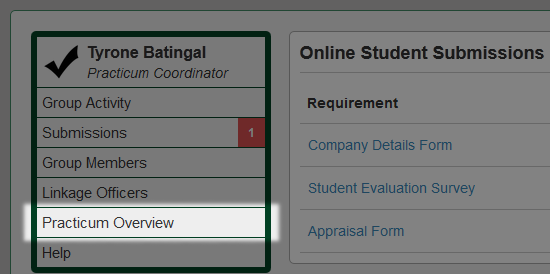 Tyrone Batingal
Practicum Coordinator
Group Activity
Submissions 1
Group Members
Linkage Officers
Practicum Overview
Help
Online Student Submissions
Requirement
Company Details Form
Student Evaluation Survey
Appraisal Form